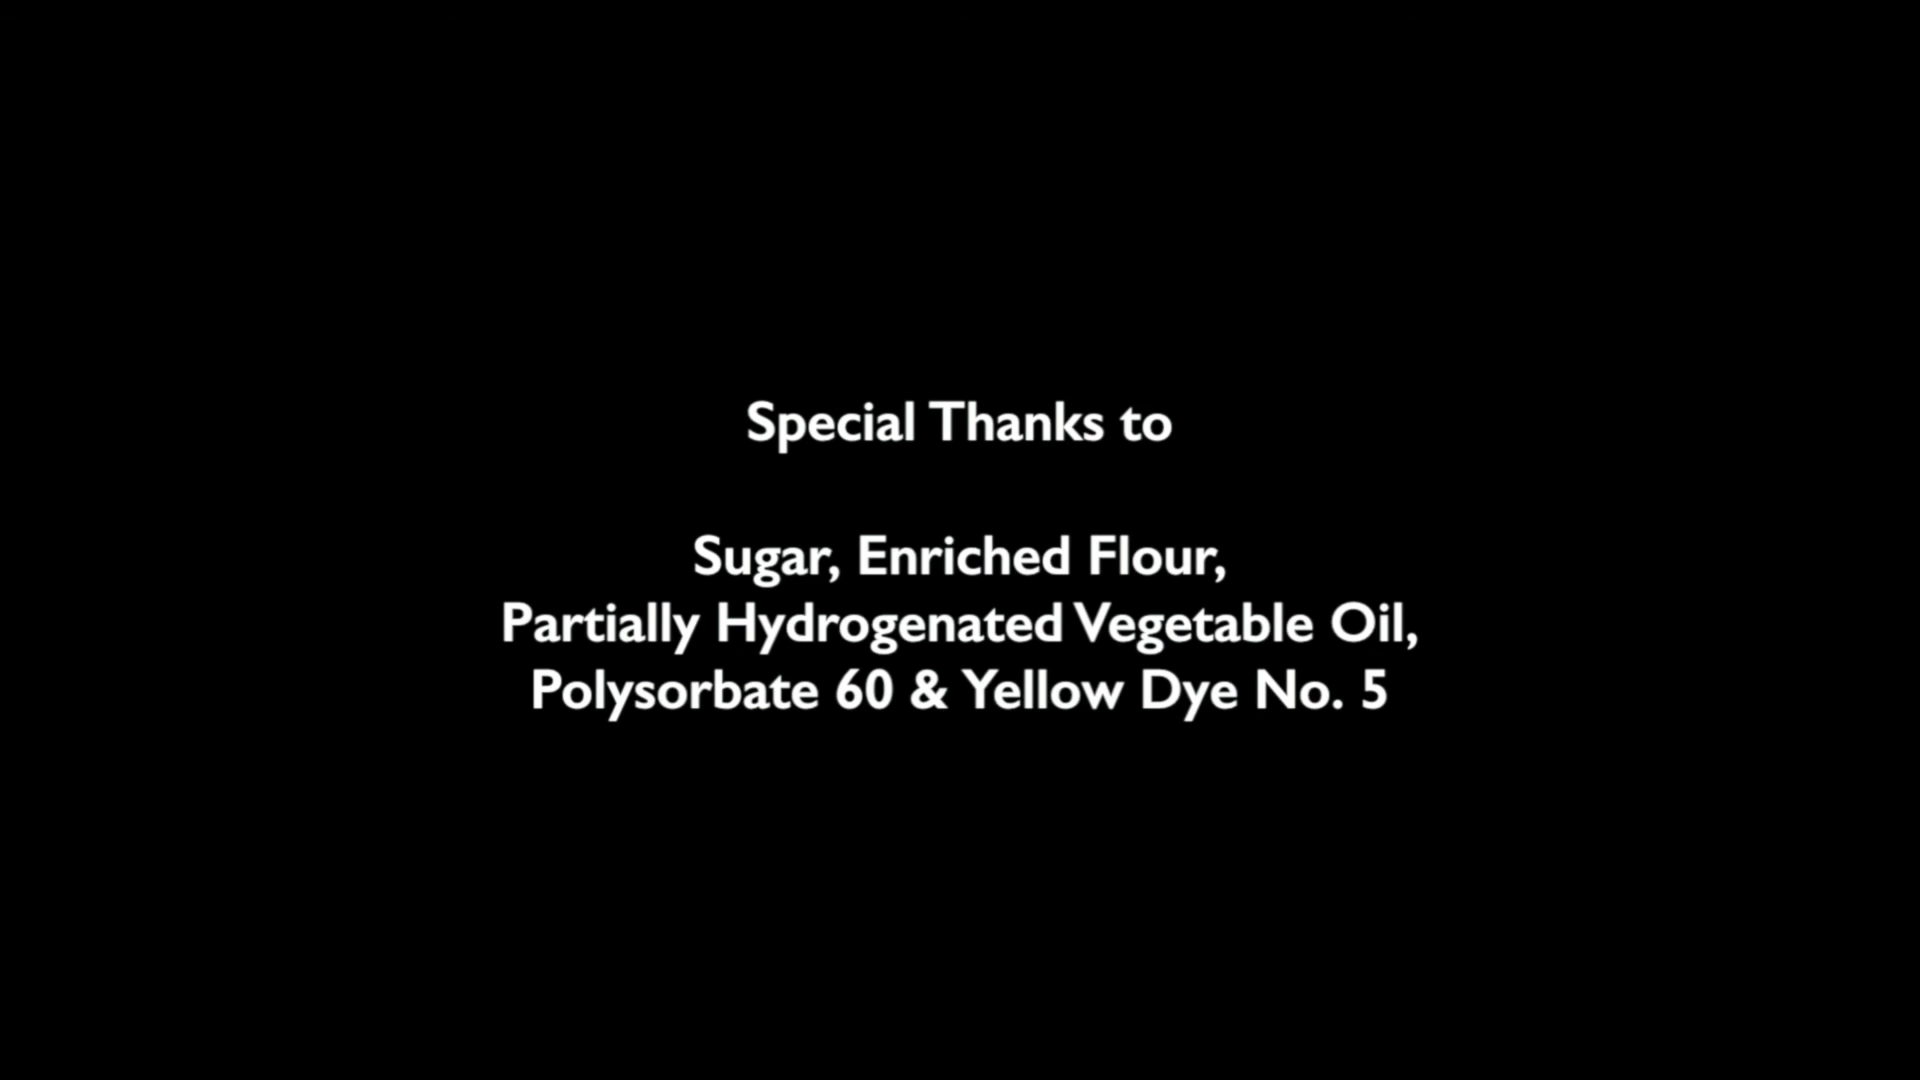 Special Thanks to
Sugar, Enriched Flour,
Partially Hydrogenated Vegetable Oil,
Polysorbate 60 & Yellow Dye No. 5